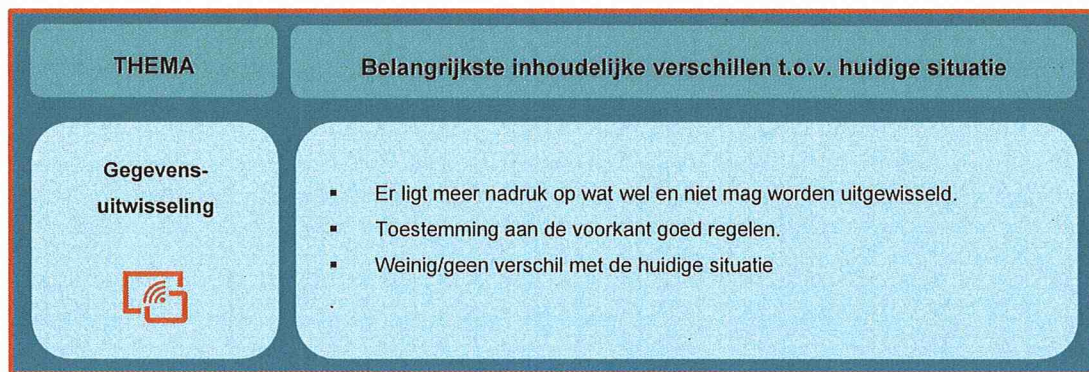 THEMA
Belangrijkste inhoudelijke verschillen t.o.v. huidige situatie
Gegevens-
uitwisseling
▪ Er ligt meer nadruk op wat wel en niet mag worden uitgewisseld.
▪ Toestemming aan de voorkant goed regelen.
▪ Weinig/geen verschil met de huidige situatie
.